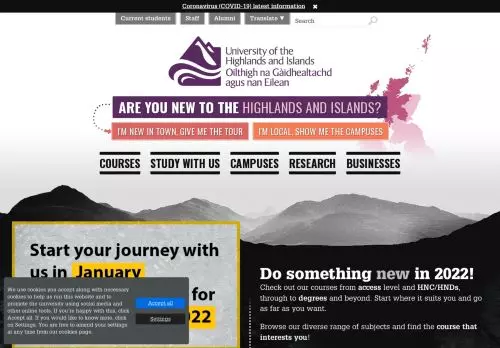 Coronavirus (COVID-19) latest information ✖
Current students Staff Alumni Translate ▼ Search
University of the
Highlands and Islands
Oilthigh na Gàidhealtachd
agus nan Eilean
ARE YOU NEW TO THE HIGHLANDS AND ISLANDS?
I'M NEW IN TOWN, GIVE ME THE TOUR I'M LOCAL, SHOW ME THE CAMPUSES
COURSES STUDY WITH US CAMPUSES RESEARCH BUSINESSES
Start your journey with
us in January
for
022
We use cookies you accept along with necessary
cookies to help us run this website and to
promote the university using social media and
other online tools. If you're happy with this, click
Accept all. If you would like to know more, click
on Settings. You are free to amend your settings
at any time from our cookies page.
Accept all
Settings
Do something new in 2022!
Check out our courses from access level and HNC/HNDs,
through to degrees and beyond. Start where it suits you and go
as far as you want.
Browse our diverse range of subjects and find the course that
interests you!